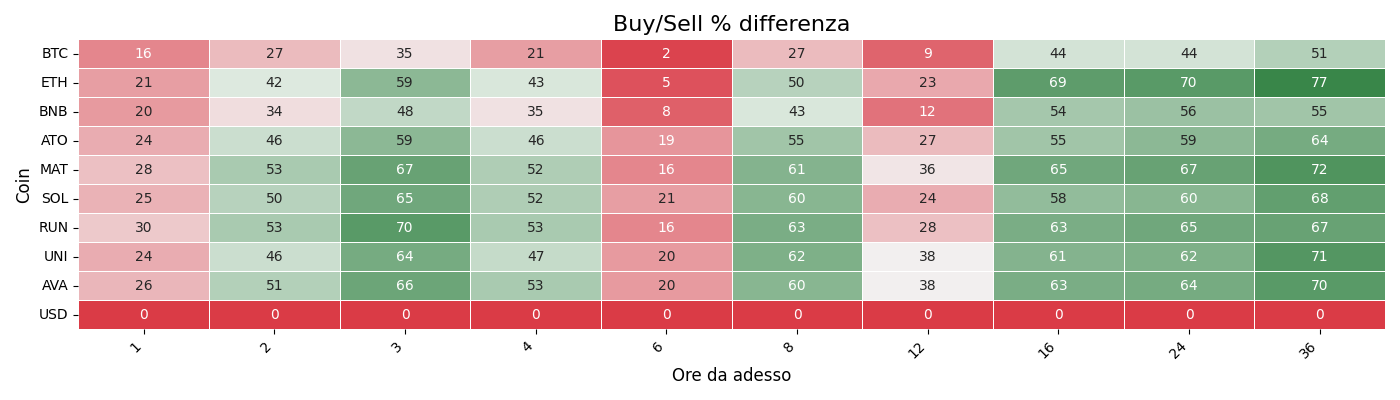 Buy/Sell % differenza
Coin
BTC 16 27 35 21 2 27 9 44 44 51
ETH 21 42 59 43 5 50 23 69 70 77
BNB 20 34 48 35 8 43 12 54 56 55
ATO 24 46 59 46 19 55 27 55 59 64
MAT 28 53 67 52 16 61 36 65 67 72
SOL 25 50 65 52 21 60 24 58 60 68
RUN 30 53 70 53 16 63 28 63 65 67
UNI 24 46 64 47 20 62 38 61 62 71
AVA 26 51 66 53 20 60 38 63 64 70
USD 0 0 0 0 0 0 0 0 0 0
1 2 3 4 6 8 12 16 24 36
Ore da adesso